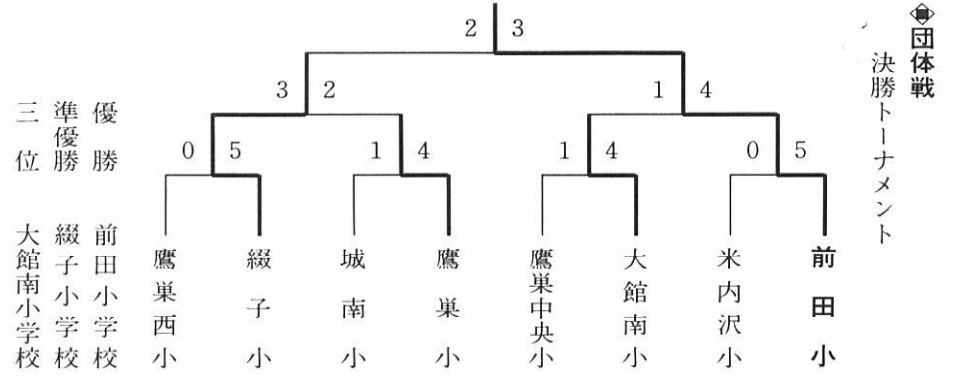 ◈団体戦
決勝トーナメント
2 3
3 2
1 4
0 5
1 4
1 4
0 5
前田小
米内沢小
大館南小
鷹巣中央小
鷹巣小
城南小
綴子小
鷹巣西小
優勝 前田小学校
準優勝 綴子小学校
三位 大館南小学校